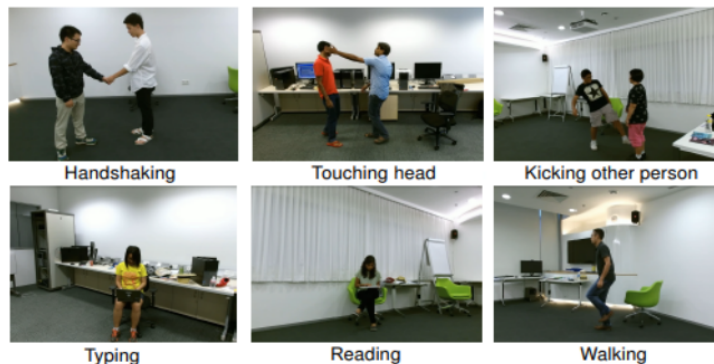 Handshaking
Touching head
Kicking other person
Typing
Reading
Walking